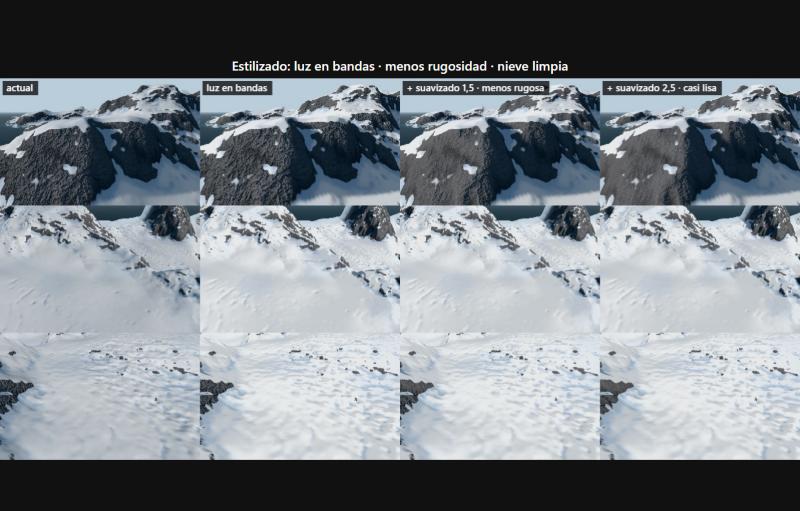 Estilizado: luz en bandas · menos rugosidad · nieve limpia
actual
luz en bandas
+ suavizado 1,5 · menos rugosa
+ suavizado 2,5 · casi lisa